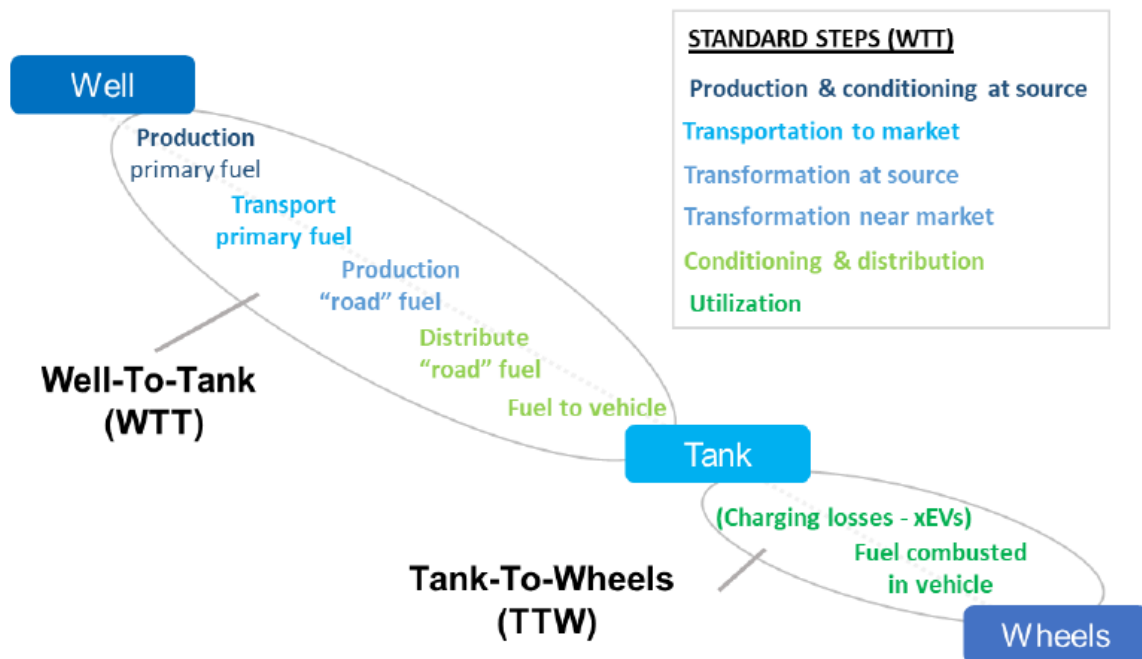 Well
Production
primary fuel
Transport
primary fuel
Production
“road” fuel
Distribute
“road” fuel
Fuel to vehicle
Well-To-Tank
(WTT)
Tank
(Charging losses - xEVs)
Fuel combusted
in vehicle
Tank-To-Wheels
(TTW)
Wheels
STANDARD STEPS (WTT)
Production & conditioning at source
Transportation to market
Transformation at source
Transformation near market
Conditioning & distribution
Utilization